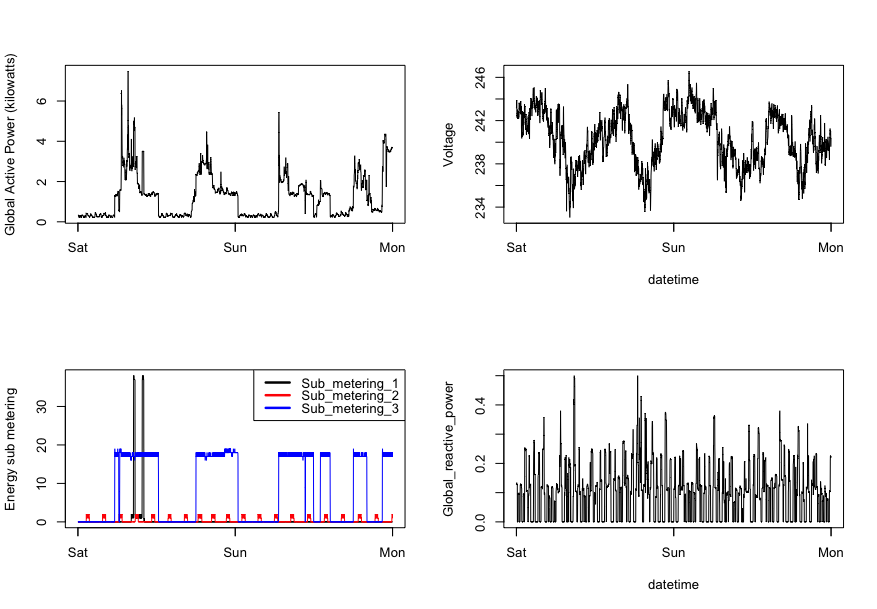 Global Active Power (kilowatts)
0 2 4 6
Sat Sun Mon
Voltage
234 238 242 246
Sat Sun Mon
datetime
Energy sub metering
0 10 20 30
Sub_metering_1
Sub_metering_2
Sub_metering_3
Sat Sun Mon
Global_reactive_power
0.0 0.2 0.4
Sat Sun Mon
datetime